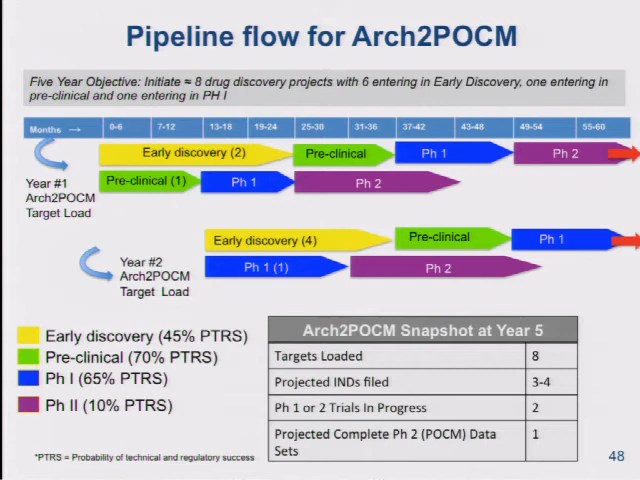 Pipeline flow for Arch2POCM
Five Year Objective: Initiate ≈ 8 drug discovery projects with 6 entering in Early Discovery, one entering in
pre-clinical and one entering in PH I
Months → 0-6 7-12 13-18 19-24 25-30 31-36 37-42 43-48 49-54 55-60
Early discovery (2) Pre-clinical Ph 1 Ph 2
Year #1
Arch2POCM
Target Load
Pre-clinical (1) Ph 1 Ph 2
Early discovery (4) Pre-clinical Ph 1
Year #2
Arch2POCM
Target Load
Ph 1 (1) Ph 2
Early discovery (45% PTRS)
Pre-clinical (70% PTRS)
Ph I (65% PTRS)
Ph II (10% PTRS)
Arch2POCM Snapshot at Year 5
Targets Loaded 8
Projected INDs filed 3-4
Ph 1 or 2 Trials In Progress 2
Projected Complete Ph 2 (POCM) Data 1
Sets
*PTRS = Probability of technical and regulatory success
48